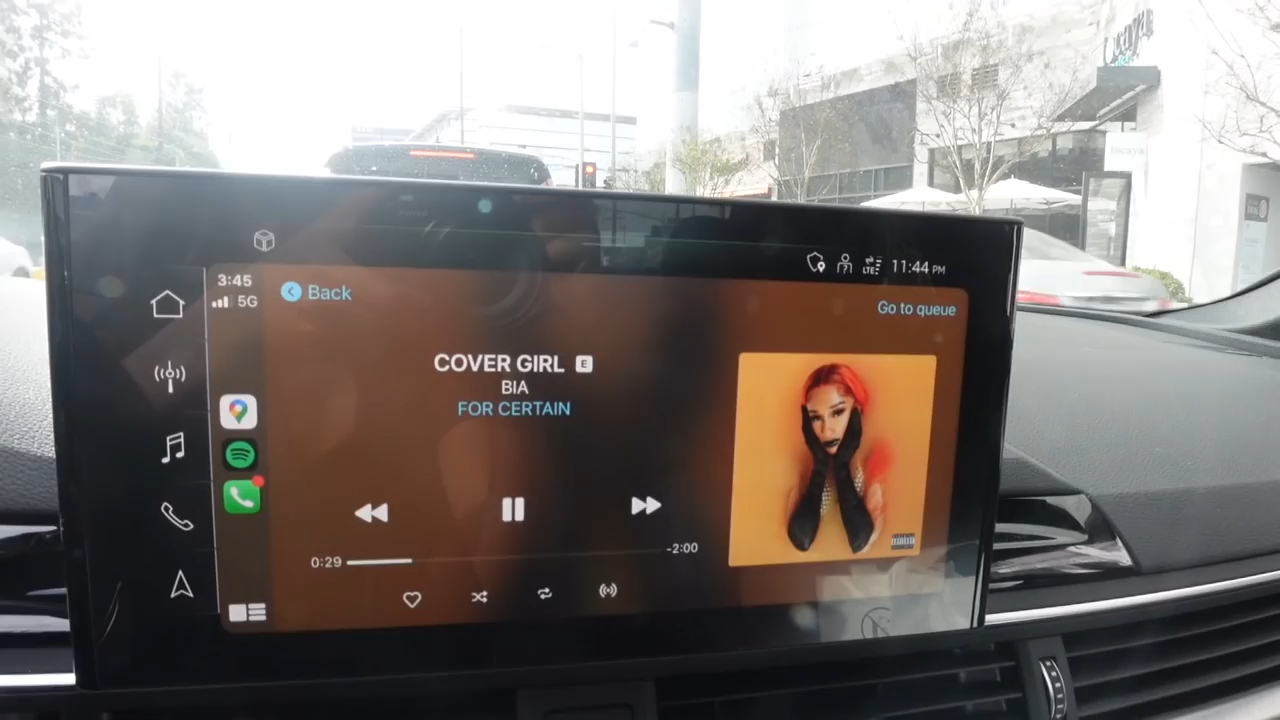 3:45
5G
Back
LTE
11:44 PM
Go to queue
COVER GIRL E
BIA
FOR CERTAIN
0:29
-2:00